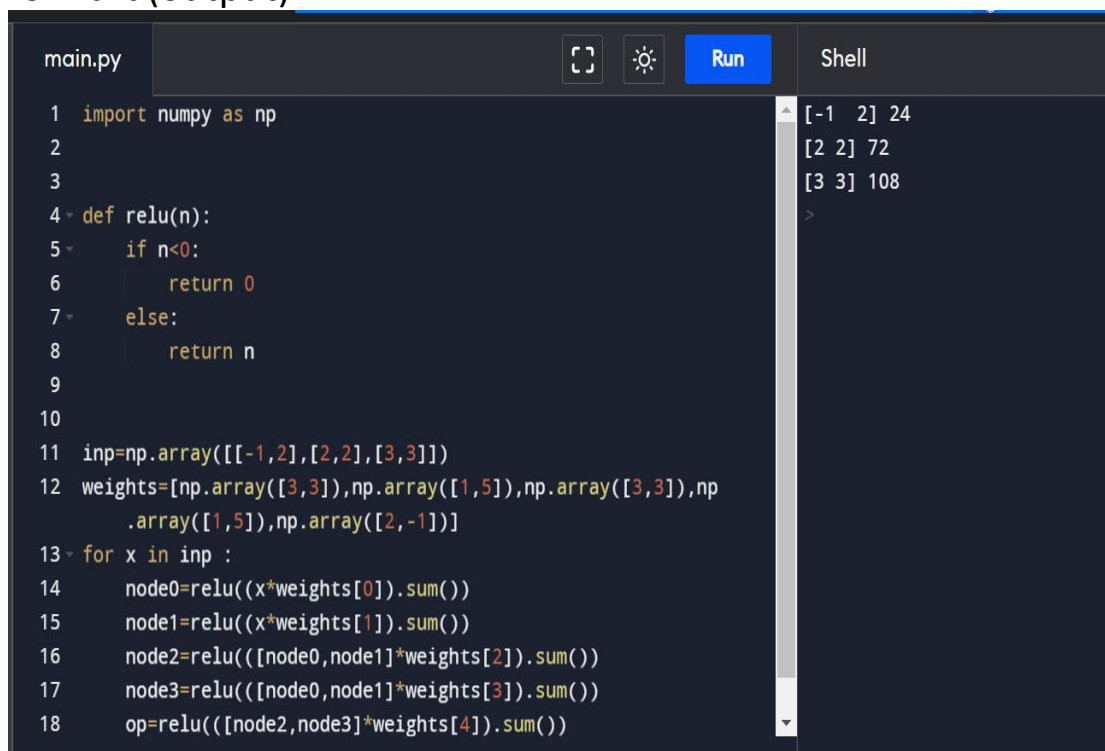 main.py
Run
Shell
1 import numpy as np
2
3
4 def relu(n):
5     if n<0:
6         return 0
7     else:
8         return n
9
10
11 inp=np.array([[-1,2],[2,2],[3,3]])
12 weights=[np.array([3,3]),np.array([1,5]),np.array([3,3]),np
.array([1,5]),np.array([2,-1])]
13 for x in inp :
14     node0=relu((x*weights[0]).sum())
15     node1=relu((x*weights[1]).sum())
16     node2=relu(([node0,node1]*weights[2]).sum())
17     node3=relu(([node0,node1]*weights[3]).sum())
18     op=relu(([node2,node3]*weights[4]).sum())
[-1  2] 24
[2 2] 72
[3 3] 108
>